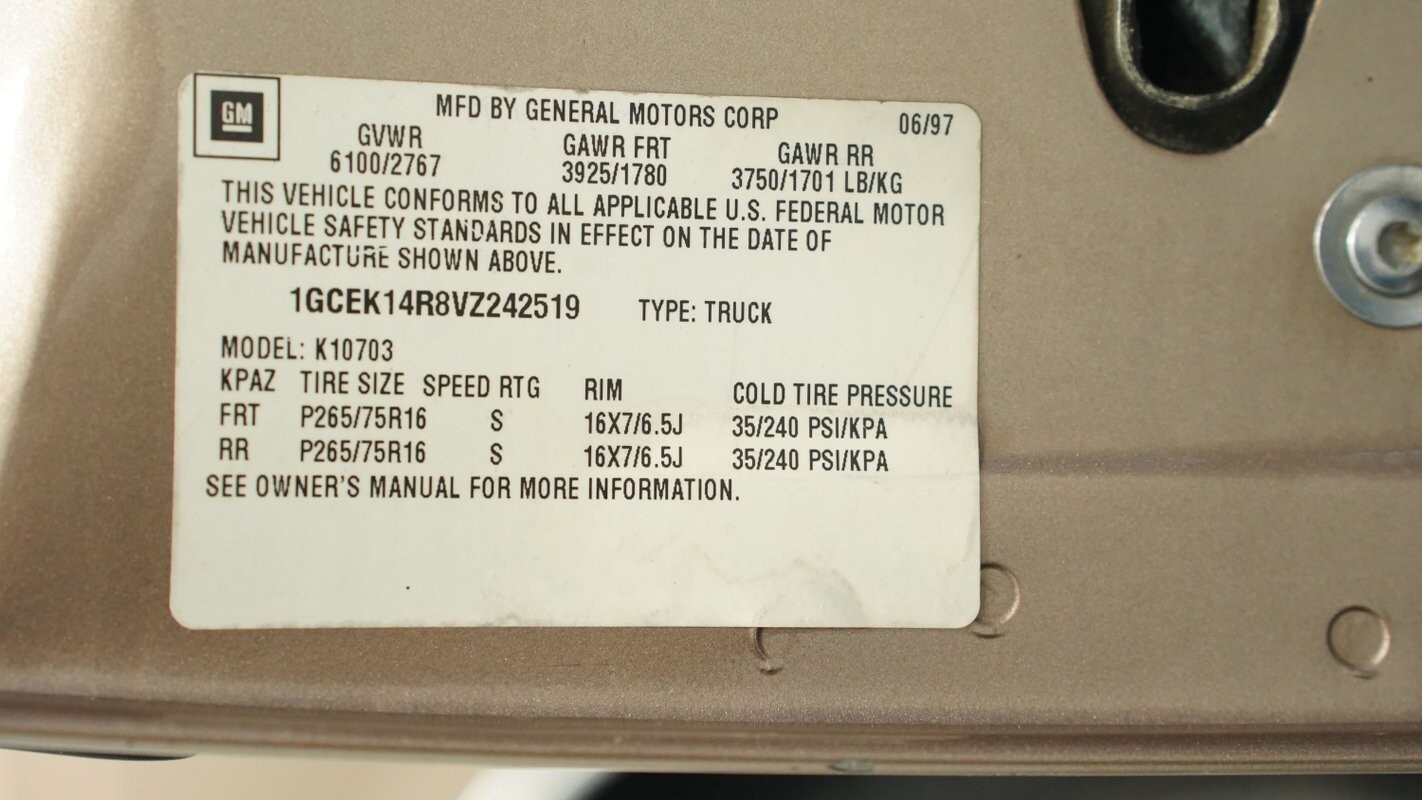 GM
MFD BY GENERAL MOTORS CORP 06/97
GVWR GAWR FRT GAWR RR
6100/2767 3925/1780 3750/1701 LB/KG
THIS VEHICLE CONFORMS TO ALL APPLICABLE U.S. FEDERAL MOTOR
VEHICLE SAFETY STANDARDS IN EFFECT ON THE DATE OF
MANUFACTURE SHOWN ABOVE.
1GCEK14R8VZ242519 TYPE: TRUCK
MODEL: K10703
KPAZ TIRE SIZE SPEED RTG RIM COLD TIRE PRESSURE
FRT P265/75R16 S 16X7/6.5J 35/240 PSI/KPA
RR P265/75R16 S 16X7/6.5J 35/240 PSI/KPA
SEE OWNER'S MANUAL FOR MORE INFORMATION.